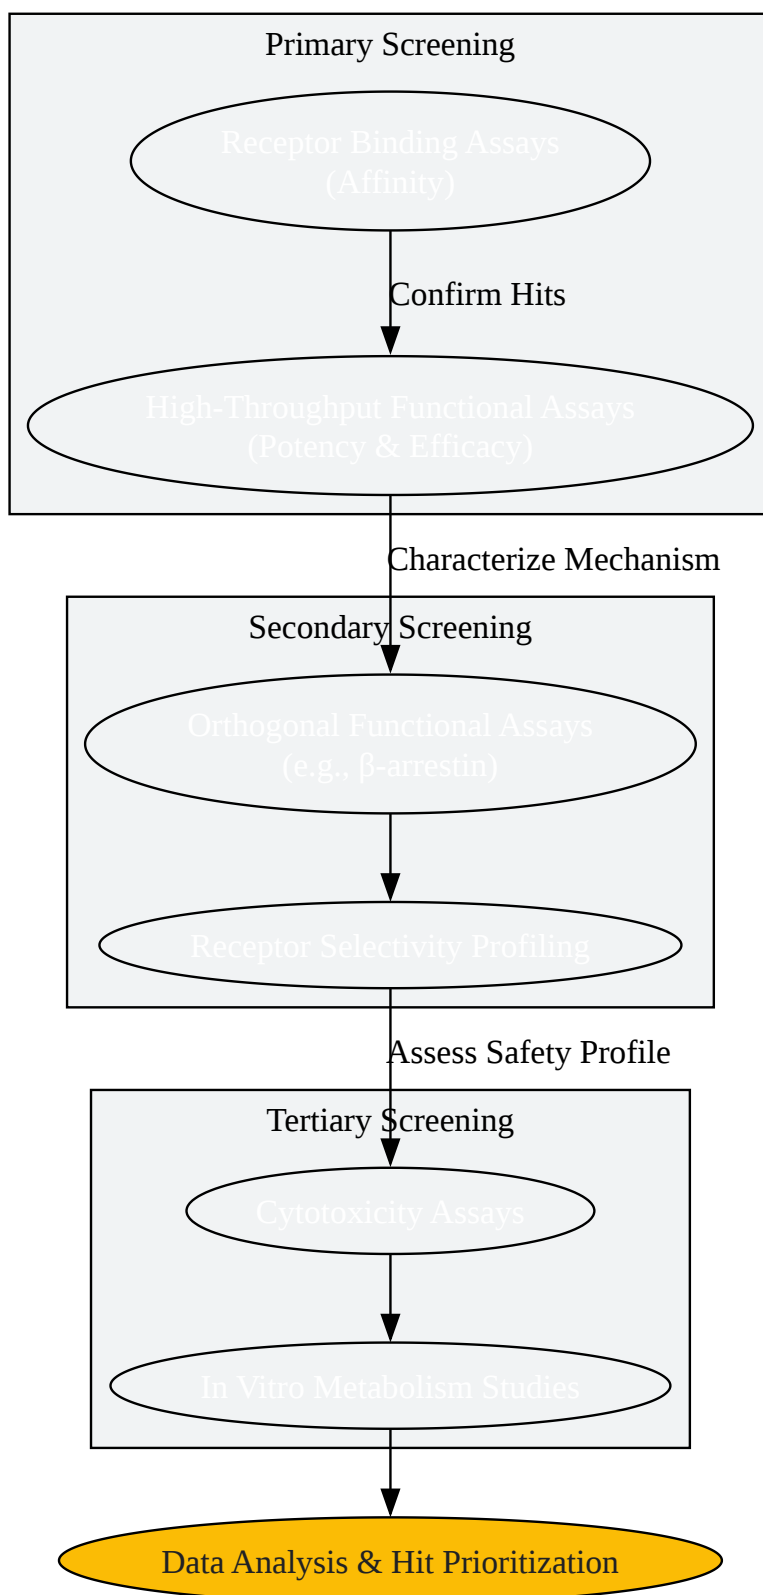 Primary Screening
Receptor Binding Assays
(Affinity)
Confirm Hits
High-Throughput Functional Assays
(Potency & Efficacy)
Characterize Mechanism
Secondary Screening
Orthogonal Functional Assays
(e.g., β-arrestin)
Receptor Selectivity Profiling
Assess Safety Profile
Tertiary Screening
Cytotoxicity Assays
In Vitro Metabolism Studies
Data Analysis & Hit Prioritization